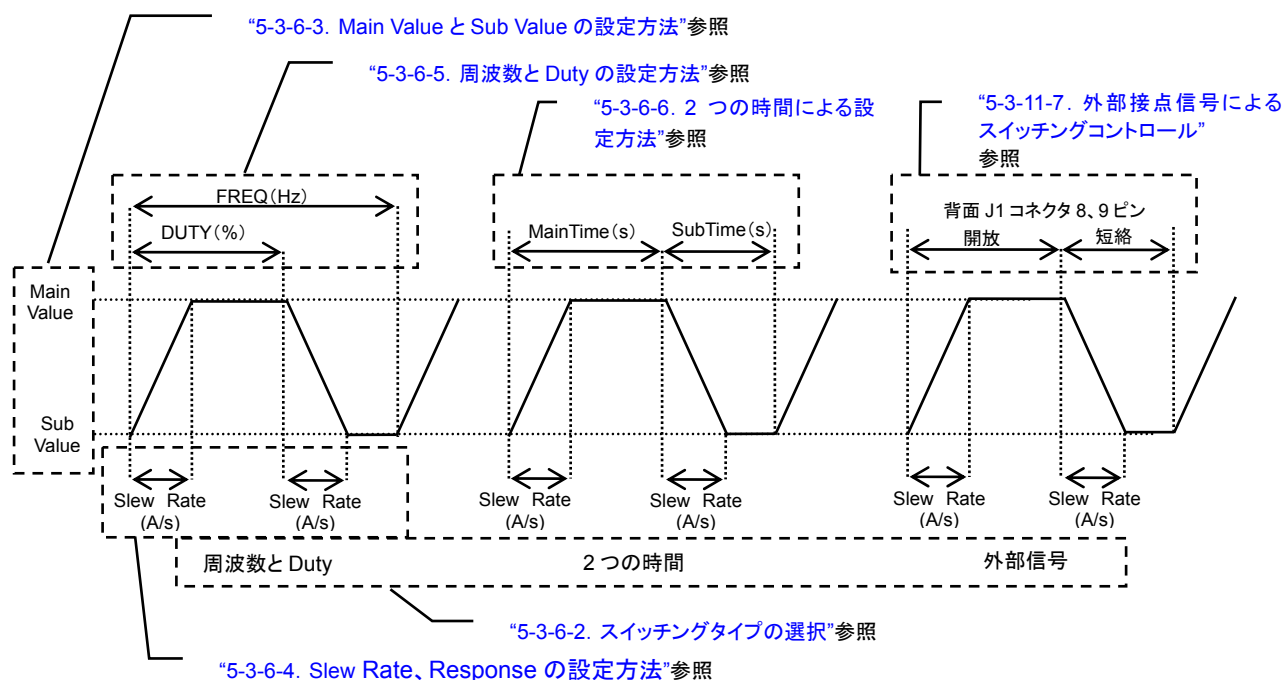 “5-3-6-3. Main Value と Sub Value の設定方法”参照
“5-3-6-5. 周波数と Duty の設定方法”参照
“5-3-6-6. 2 つの時間による設
定方法”参照
“5-3-11-7. 外部接点信号による
スイッチングコントロール”
参照
FREQ(Hz)
DUTY(%)
MainTime(s)
SubTime(s)
背面 J1 コネクタ 8、9 ピン
開放
短絡
Main
Value
Sub
Value
Slew Rate
(A/s)
Slew Rate
(A/s)
Slew Rate
(A/s)
Slew Rate
(A/s)
Slew Rate
(A/s)
Slew Rate
(A/s)
周波数と Duty
2 つの時間
外部信号
“5-3-6-2. スイッチングタイプの選択”参照
“5-3-6-4. Slew Rate、Response の設定方法”参照